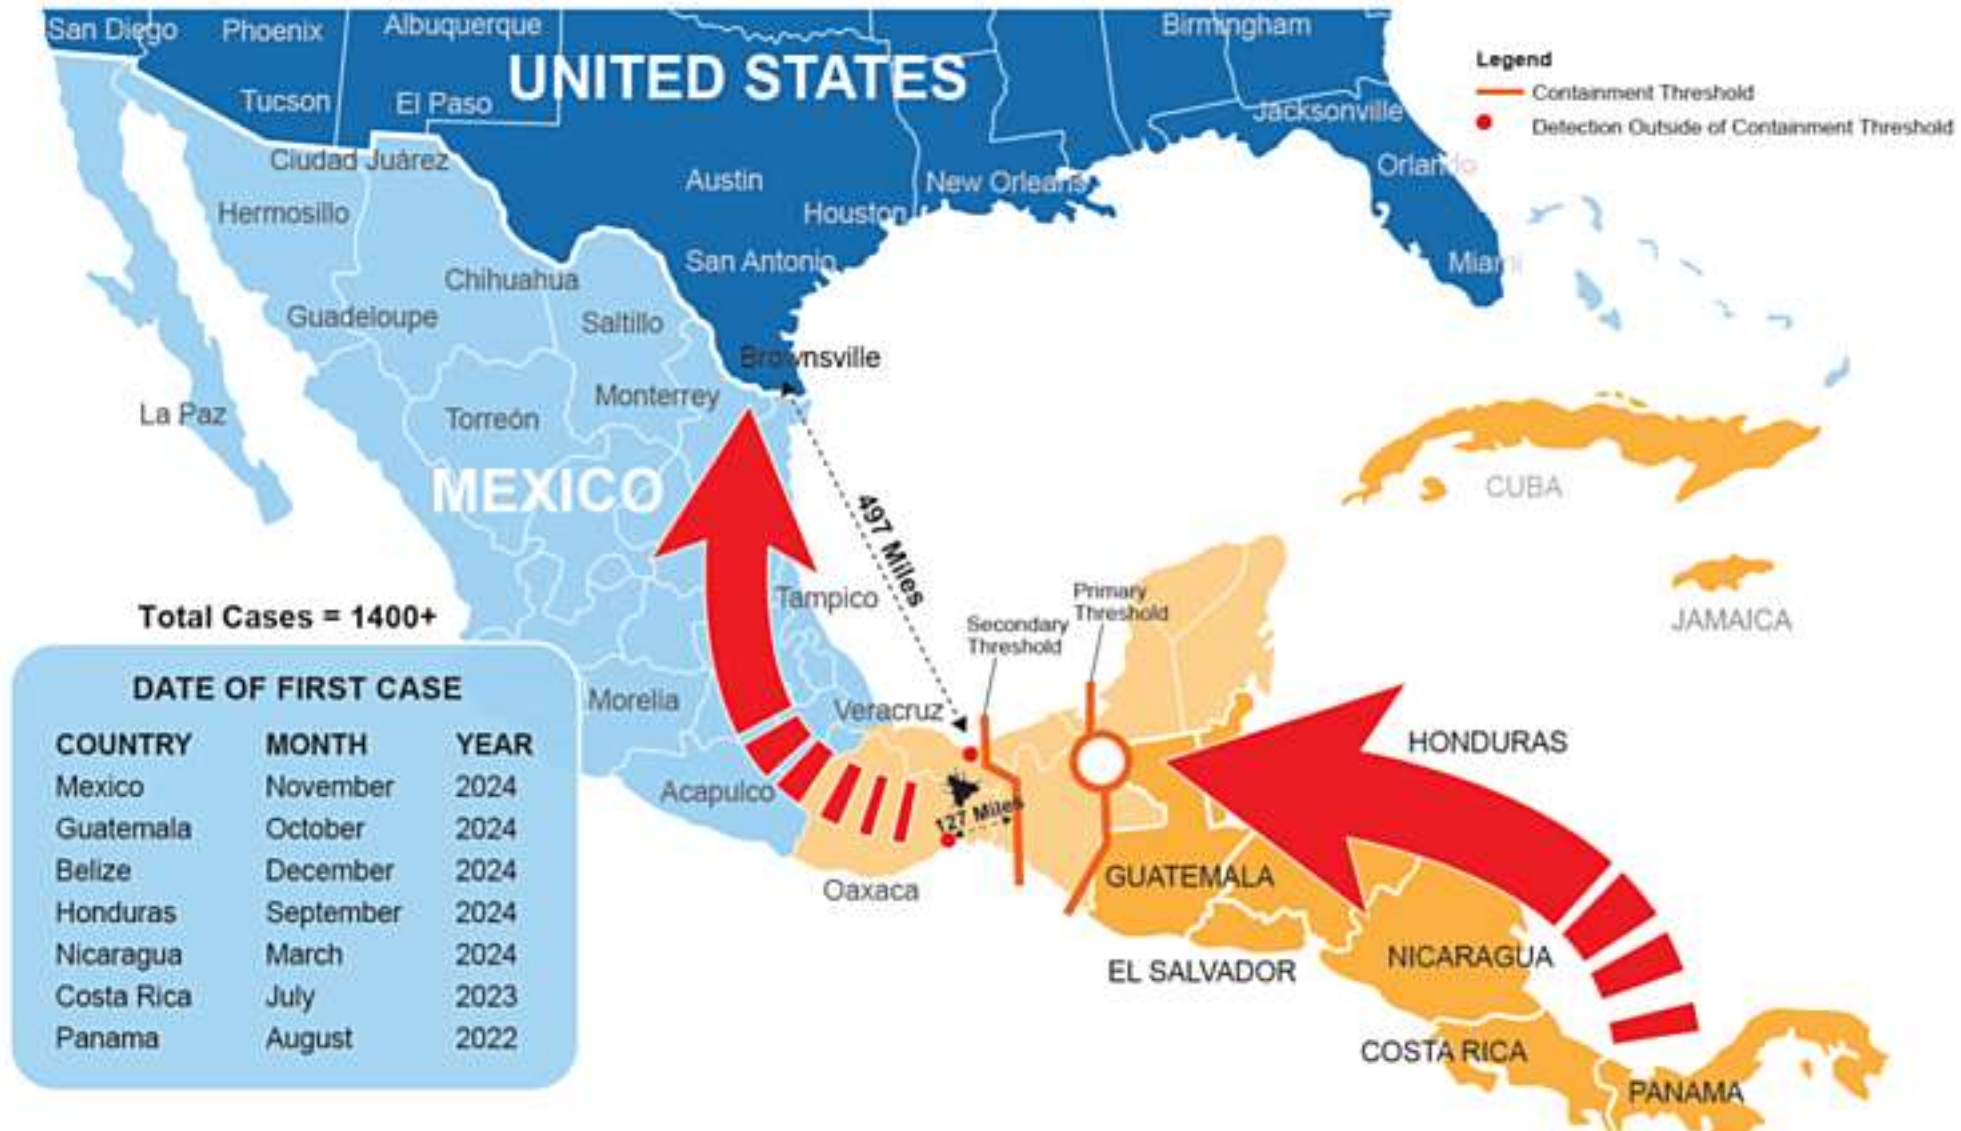 San Diego
Phoenix
Albuquerque
Birmingham
UNITED STATES
Tucson
El Paso
Jacksonville
Legend
Containment Threshold
Detection Outside of Containment Threshold
Ciudad Juárez
Austin
New Orleans
Orlando
Hermosillo
Houston
Chihuahua
San Antonio
Miami
Guadeloupe
Saltillo
Brownsville
La Paz
Monterrey
Torreón
MEXICO
497 Miles
CUBA
Total Cases = 1400+
Tampico
Primary
Threshold
Secondary
Threshold
JAMAICA
DATE OF FIRST CASE
COUNTRY MONTH YEAR
Mexico November 2024
Guatemala October 2024
Belize December 2024
Honduras September 2024
Nicaragua March 2024
Costa Rica July 2023
Panama August 2022
Morelia
Veracruz
HONDURAS
Acapulco
127 Miles
Oaxaca
GUATEMALA
EL SALVADOR
NICARAGUA
COSTA RICA
PANAMA